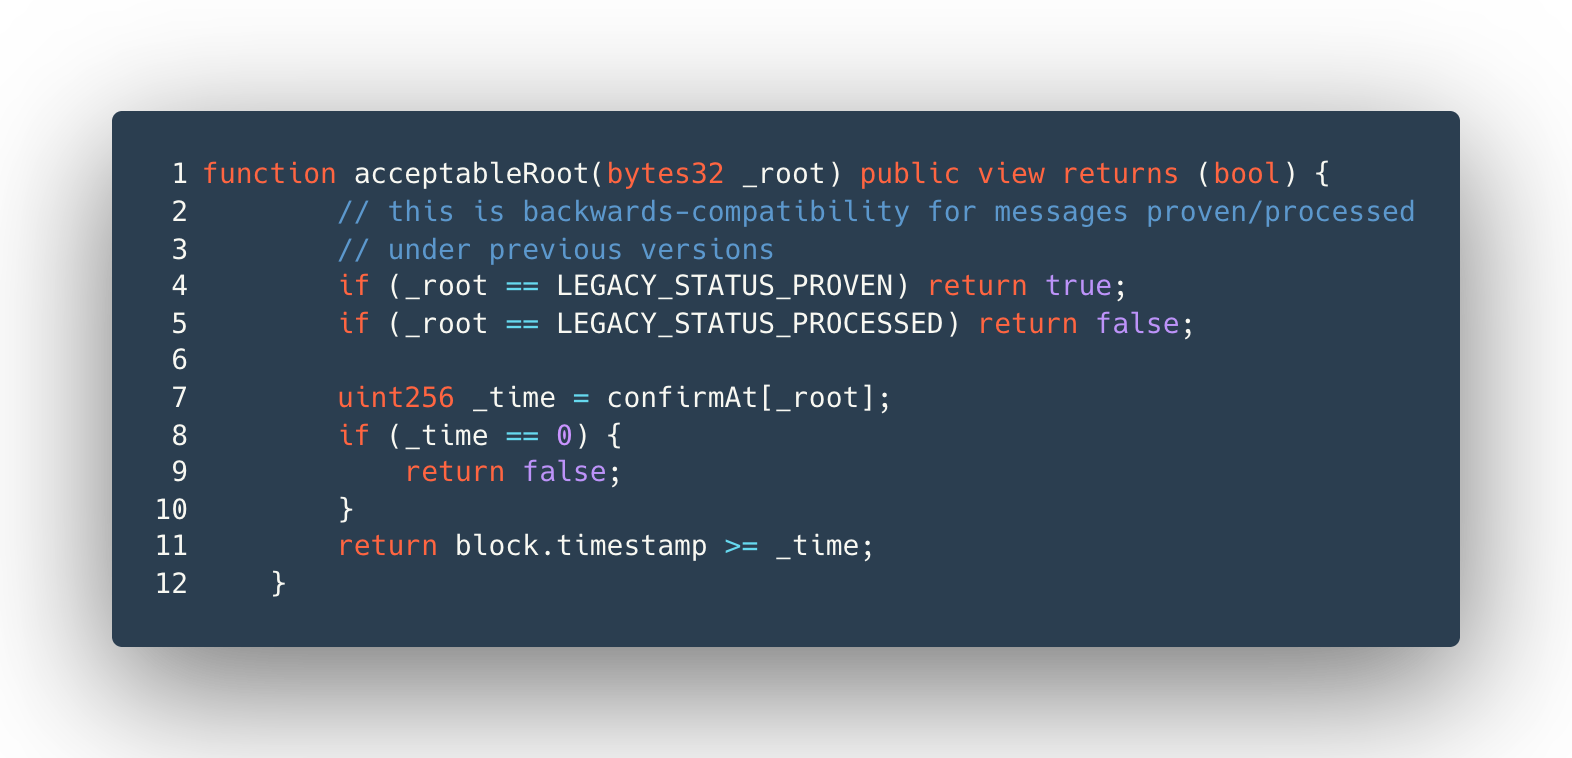 1 function acceptableRoot(bytes32 _root) public view returns (bool) {
2         // this is backwards-compatibility for messages proven/processed
3         // under previous versions
4         if (_root == LEGACY_STATUS_PROVEN) return true;
5         if (_root == LEGACY_STATUS_PROCESSED) return false;
6
7         uint256 _time = confirmAt[_root];
8         if (_time == 0) {
9             return false;
10         }
11         return block.timestamp >= _time;
12     }